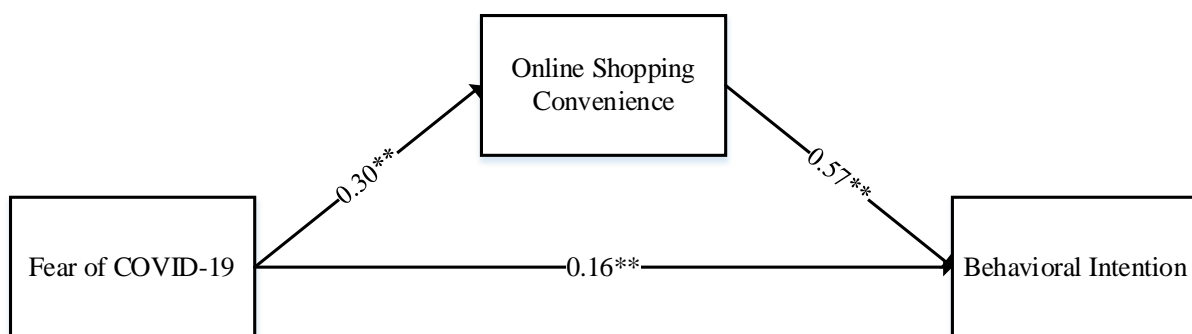 Online Shopping
Convenience
0.30**
0.57**
Fear of COVID-19
0.16**
Behavioral Intention